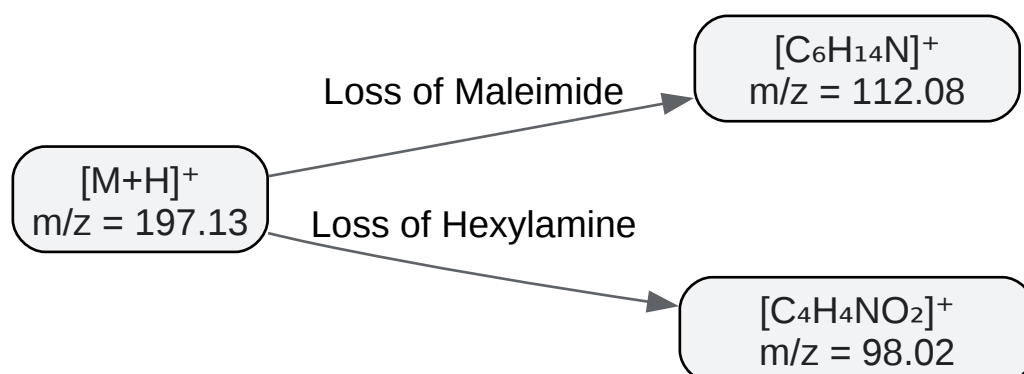 [C₆H₁₄N]⁺
m/z = 112.08
Loss of Maleimide
[M+H]⁺
m/z = 197.13
Loss of Hexylamine
[C₄H₄NO₂]⁺
m/z = 98.02